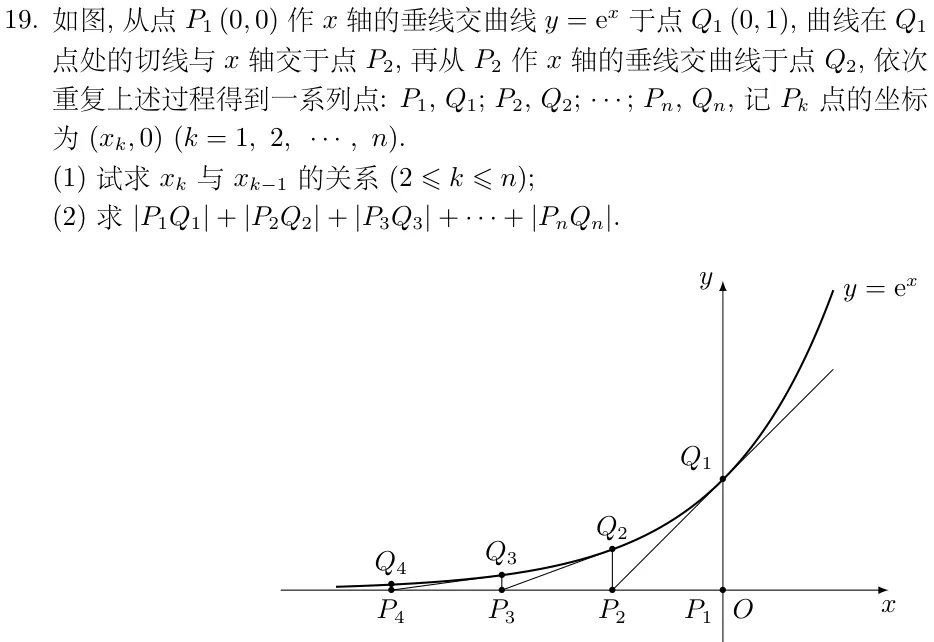 19. 如图, 从点 P₁ (0,0) 作 x 轴的垂线交曲线 y = eˣ 于点 Q₁ (0,1), 曲线在 Q₁
点处的切线与 x 轴交于点 P₂, 再从 P₂ 作 x 轴的垂线交曲线于点 Q₂, 依次
重复上述过程得到一系列点: P₁, Q₁; P₂, Q₂; ⋯; Pₙ, Qₙ, 记 Pₖ 点的坐标
为 (xₖ,0) (k = 1, 2, ⋯ , n).
(1) 试求 xₖ 与 xₖ₋₁ 的关系 (2 ⩽ k ⩽ n);
(2) 求 |P₁Q₁| + |P₂Q₂| + |P₃Q₃| + ⋯ + |PₙQₙ|.
y
y = eˣ
Q₁
Q₂
Q₃
Q₄
P₄ P₃ P₂ P₁ O x